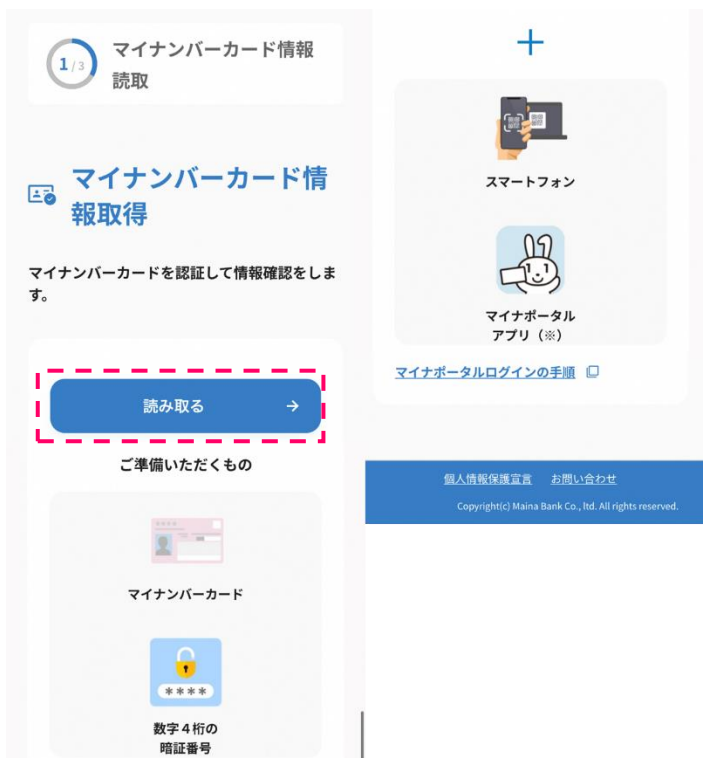 1/3
マイナンバーカード情報
読取
マイナンバーカード情
報取得
マイナンバーカードを認証して情報確認をしま
す。
読み取る →
ご準備いただくもの
マイナンバーカード
****
数字4桁の
暗証番号
+
スマートフォン
マイナポータル
アプリ（※）
マイナポータルログインの手順
個人情報保護宣言 お問い合わせ
Copyright(c) Maina Bank Co., ltd. All rights reserved.